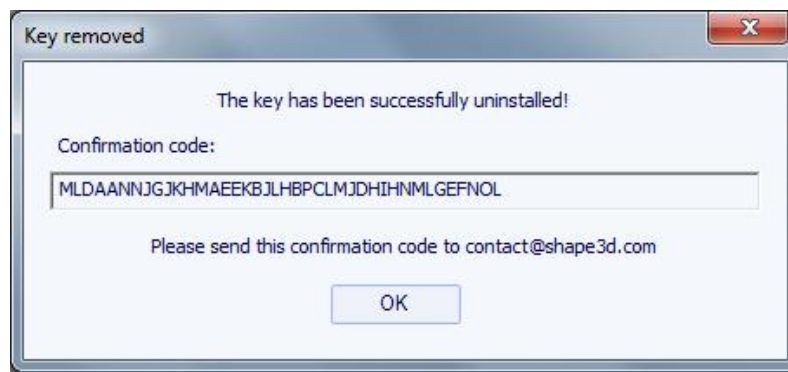 Key removed
The key has been successfully uninstalled!
Confirmation code:
MLDAANNJGJKHMAEEKBJLHBPCLMJDHIHNMLGEFNOL
Please send this confirmation code to contact@shape3d.com
OK